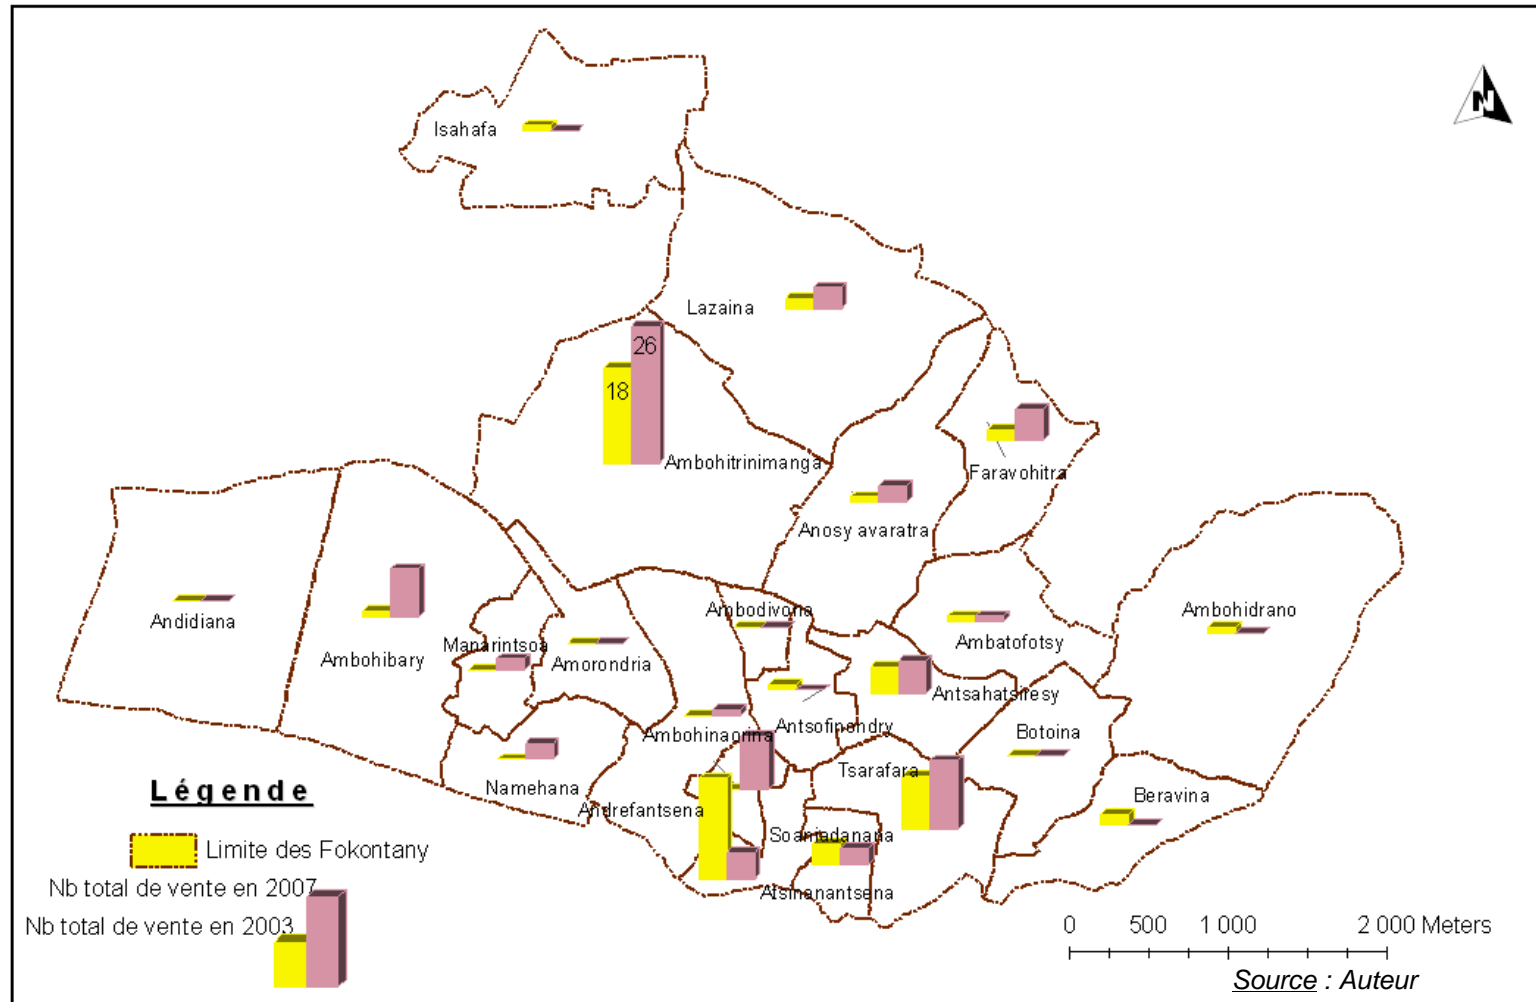 N
Isahafa
Lazaina
26
18
Ambohitrinimanga
Faravohitra
Anosy avaratra
Andidiana
Ambohibary
Manarintsoa
Amorondria
Ambodivona
Ambatofotsy
Ambohidrano
Antsahatsiresy
Antsofinondry
Ambohinaorina
Botoina
Namehana
Andrefantsena
Tsarafara
Beravina
Soaniadanana
Atsinanantsena
Légende
Limite des Fokontany
Nb total de vente en 2007
Nb total de vente en 2003
0 500 1 000 2 000 Meters
Source : Auteur